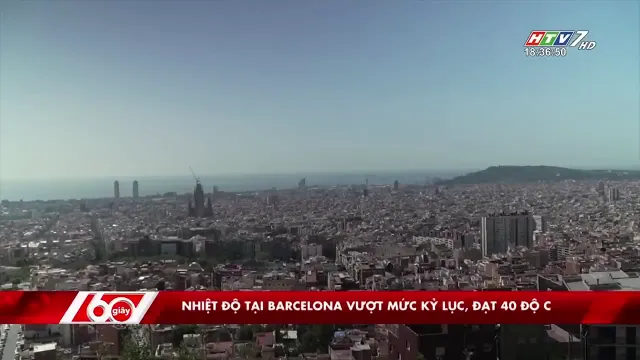 HTV7 HD
18:36:50
60 giây
NHIỆT ĐỘ TẠI BARCELONA VƯỢT MỨC KỶ LỤC, ĐẠT 40 ĐỘ C